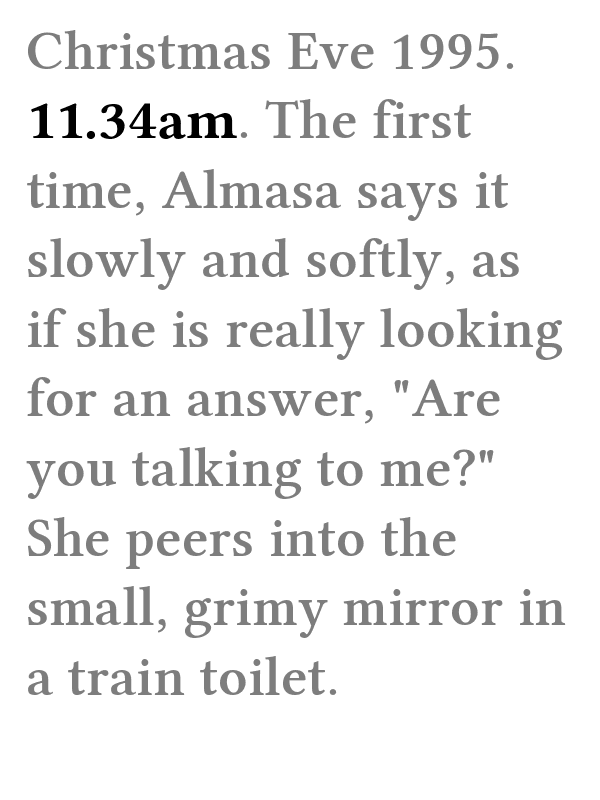 Christmas Eve 1995.
11.34am. The first
time, Almasa says it
slowly and softly, as
if she is really looking
for an answer, "Are
you talking to me?"
She peers into the
small, grimy mirror in
a train toilet.